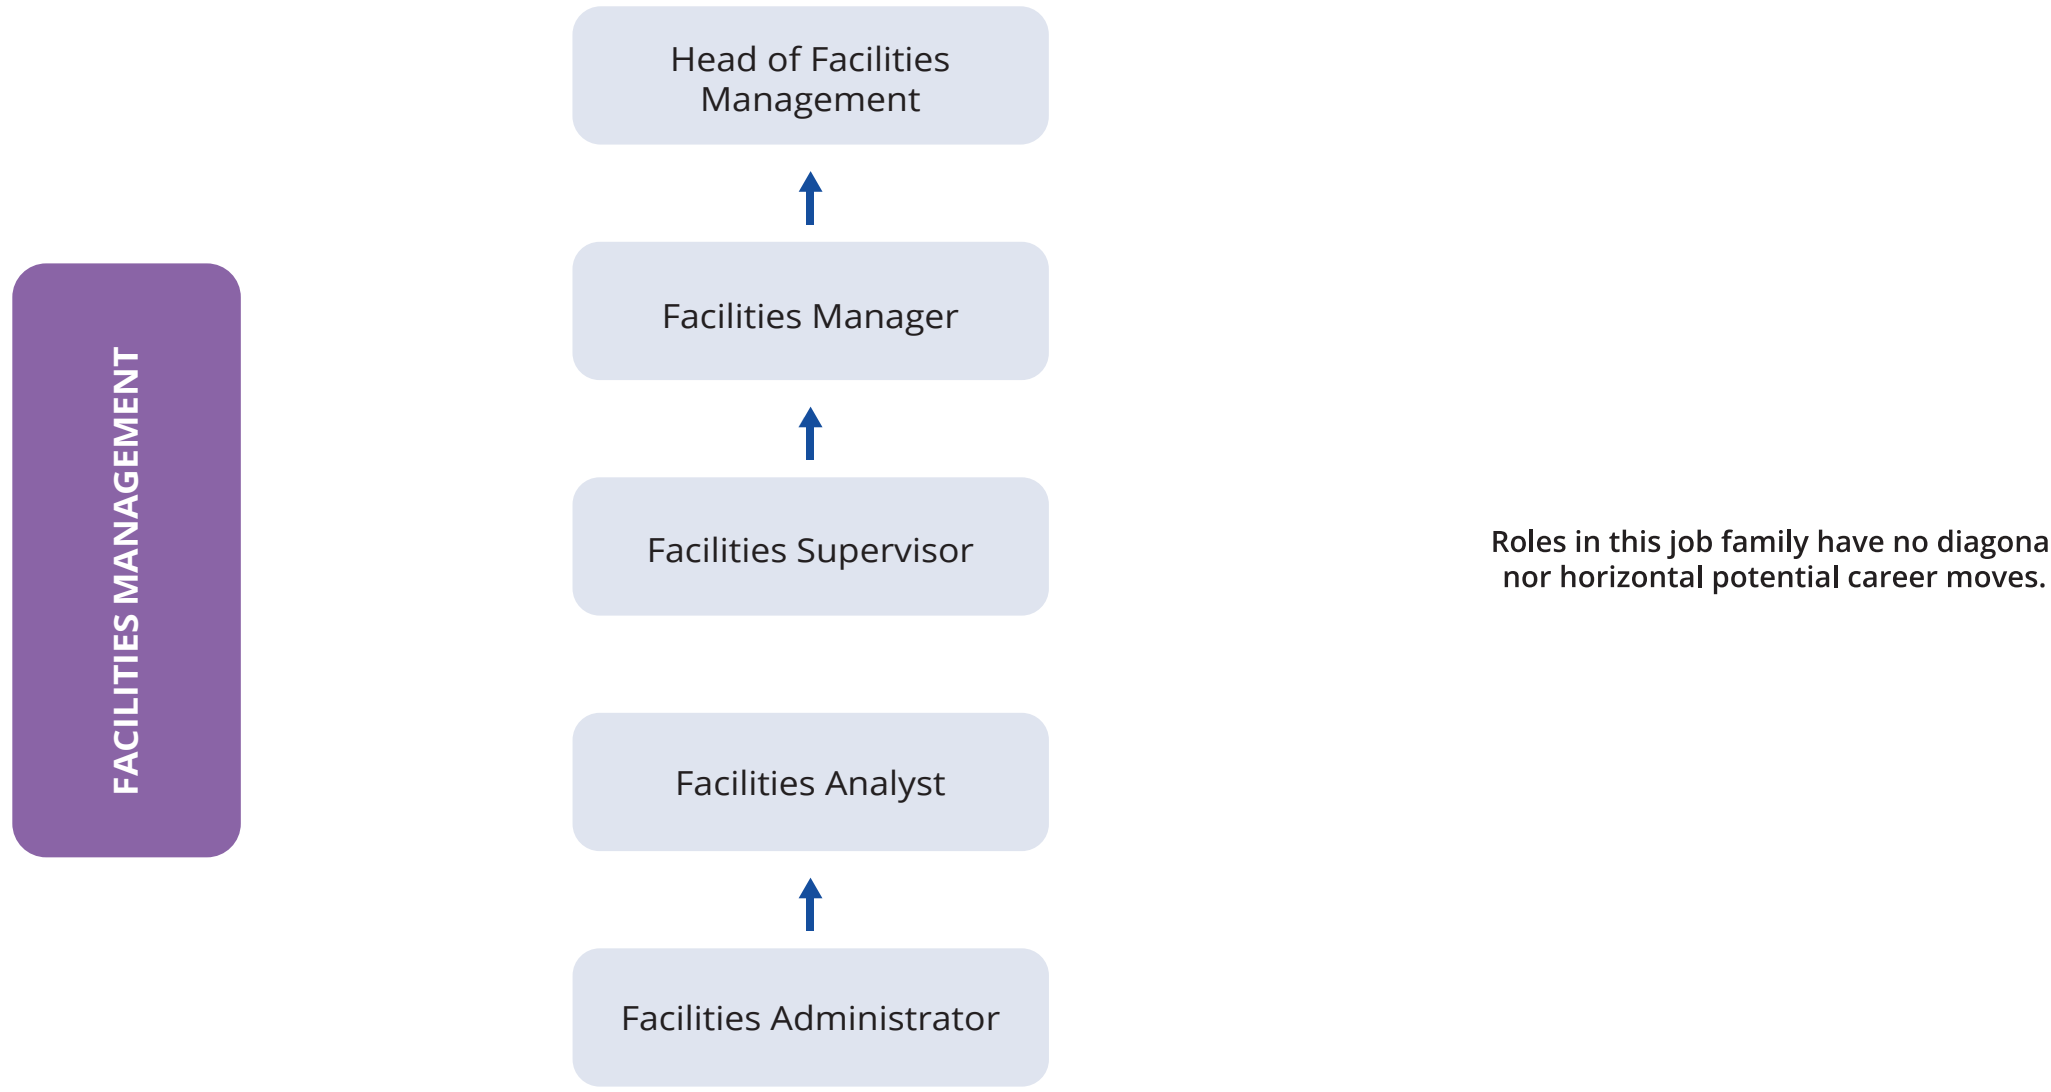 Head of Facilities
Management
Facilities Manager
FACILITIES MANAGEMENT
Facilities Supervisor
Roles in this job family have no diagona
nor horizontal potential career moves.
Facilities Analyst
Facilities Administrator